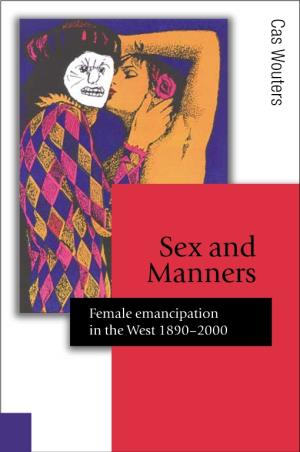 Cas Wouters
Sex and
Manners
Female emancipation
in the West 1890–2000